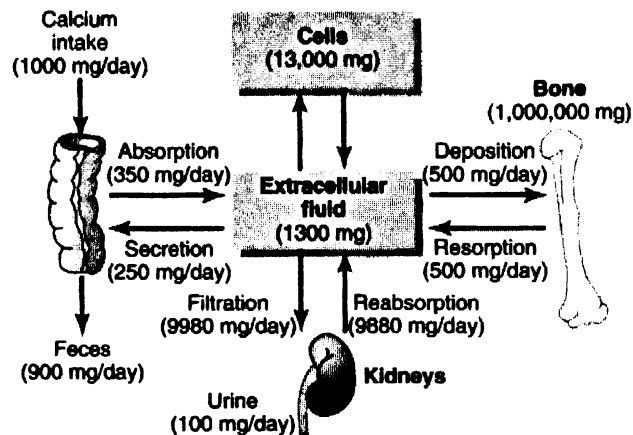 Calcium
intake
(1000 mg/day)
Cells
(13,000 mg)
Bone
(1,000,000 mg)
Absorption
(350 mg/day)
Deposition
(500 mg/day)
Extracellular
fluid
(1300 mg)
Secretion
(250 mg/day)
Resorption
(500 mg/day)
Filtration
(9980 mg/day)
Reabsorption
(9880 mg/day)
Feces
(900 mg/day)
Kidneys
Urine
(100 mg/day)